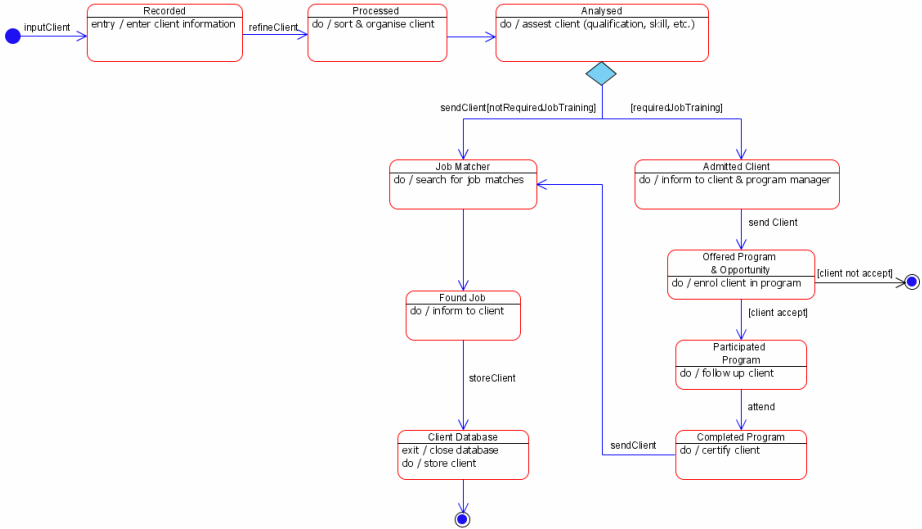 Recorded
entry / enter client information
inputClient
refineClient
Processed
do / sort & organise client
Analysed
do / assest client (qualification, skill, etc.)
sendClient[notRequiredJobTraining]
[requiredJobTraining]
Job Matcher
do / search for job matches
Admitted Client
do / inform to client & program manager
send Client
Offered Program
& Opportunity
do / enrol client in program
[client not accept]
Found Job
do / inform to client
[client accept]
Participated
Program
do / follow up client
storeClient
attend
Client Database
exit / close database
do / store client
sendClient
Completed Program
do / certify client